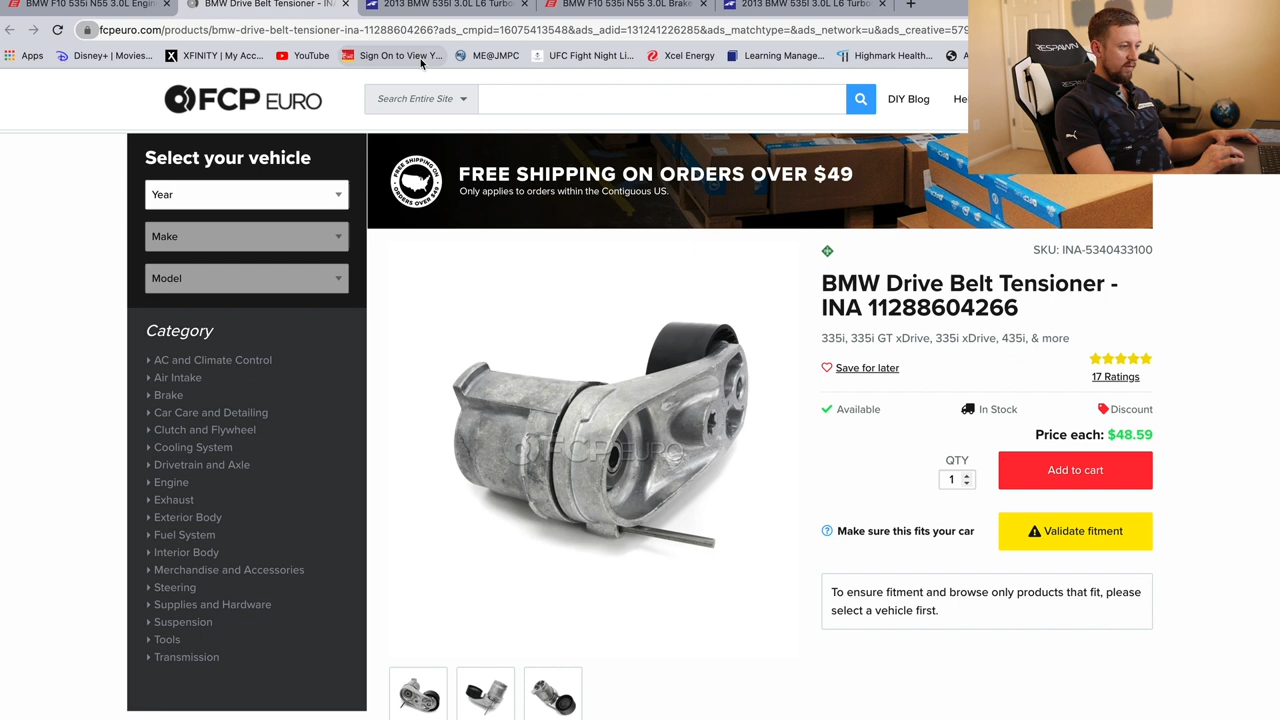 BMW F10 535i N55 3.0L Engin
BMW Drive Belt Tensioner - IN
2013 BMW 535I 3.0L L6 Turbo
BMW F10 535i N55 3.0L Brake
2013 BMW 535I 3.0L L6 Turbo
fcpeuro.com/products/bmw-drive-belt-tensioner-ina-11288604266?ads_cmpid=16075413548&ads_adid=131241226285&ads_matchtype=&ads_network=u&ads_creative=579
Apps
Disney+ | Movies...
XFINITY | My Acc...
YouTube
Sign On to View Y...
ME@JMPC
UFC Fight Night Li...
Xcel Energy
Learning Manage...
Highmark Health...
A
FCP EURO
Search Entire Site
DIY Blog
He
Select your vehicle
Year
Make
Model
FREE SHIPPING ON ORDERS OVER $49
Only applies to orders within the Contiguous US.
FREE SHIPPING ON
ORDERS OVER $49
RESPAWN
Category
AC and Climate Control
Air Intake
Brake
Car Care and Detailing
Clutch and Flywheel
Cooling System
Drivetrain and Axle
Engine
Exhaust
Exterior Body
Fuel System
Interior Body
Merchandise and Accessories
Steering
Supplies and Hardware
Suspension
Tools
Transmission
FCP EURO
SKU: INA-5340433100
BMW Drive Belt Tensioner -
INA 11288604266
335i, 335i GT xDrive, 335i xDrive, 435i, & more
Save for later
17 Ratings
Available
In Stock
Discount
Price each: $48.59
QTY
1
Add to cart
Make sure this fits your car
Validate fitment
To ensure fitment and browse only products that fit, please
select a vehicle first.